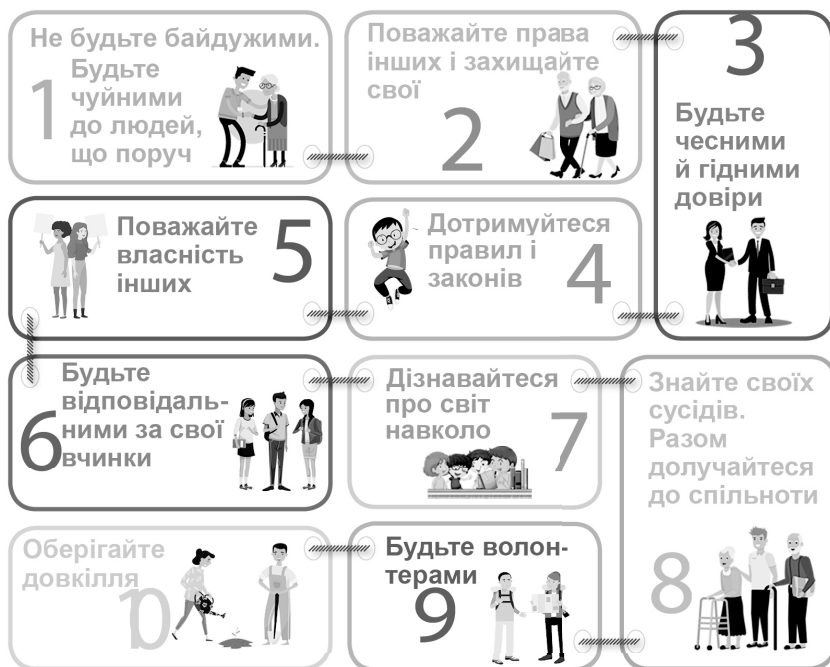 Не будьте байдужими.
1
Будьте
чуйними
до людей,
що поруч
Поважайте права
інших і захищайте
свої
2
3
Будьте
чесними
й гідними
довіри
Дотримуйтеся
правил і
законів
4
Поважайте
власність
інших
5
Будьте
відповідаль-
ними за свої
вчинки
6
Дізнавайтеся
про світ
навколо
7
Знайте своїх
сусідів.
Разом
долучайтеся
до спільноти
8
Будьте волон-
терами
9
Оберігайте
довкілля
10